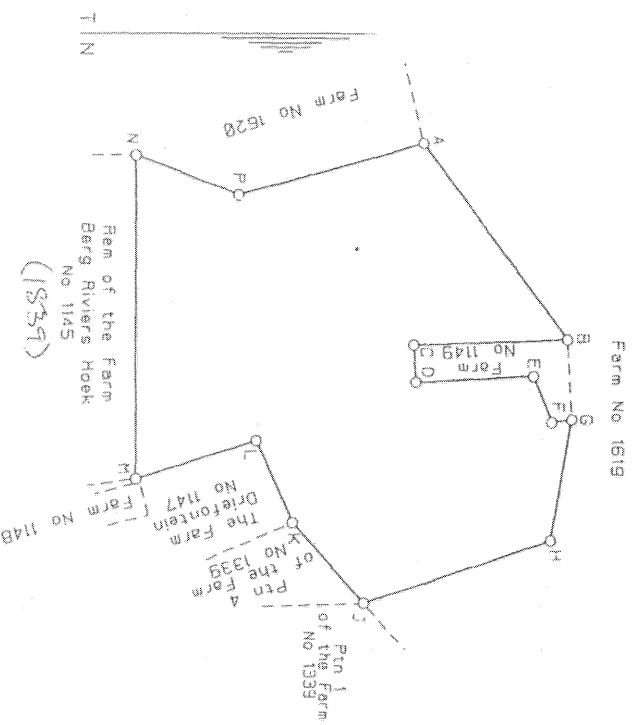 T
N
Farm No 1620
A
N
P
Rem of the Farm
Berg Riviers Hoek
No 1145
(1839)
B
Farm No 1619
C
Farm
No 1149
D
E
F
G
H
L
M
Farm No 1148
The Farm
Driefontein
No 1147
K
Ptn 4
of the Farm
No 1339
J
Ptn 1
of the Farm
No 1339